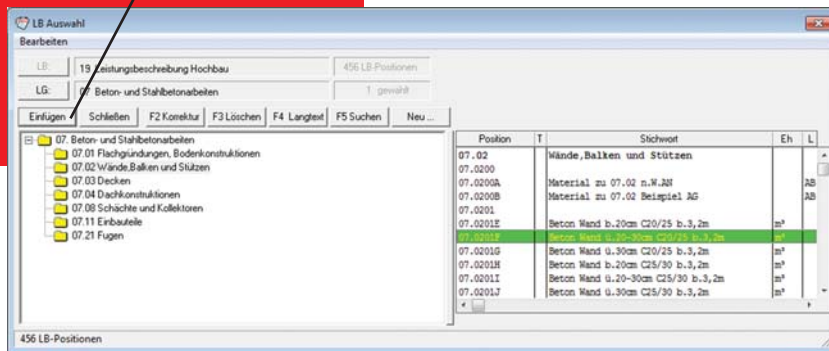 LB Auswahl
Bearbeiten
LB: 19 Leistungsbeschreibung Hochbau 456 LB-Positionen
LG: 07 Beton- und Stahlbetonarbeiten 1 gewählt
Einfügen Schließen F2 Korrektur F3 Löschen F4 Langtext F5 Suchen Neu ...
07. Beton- und Stahlbetonarbeiten
07.01 Flachgründungen, Bodenkonstruktionen
07.02 Wände,Balken und Stützen
07.03 Decken
07.04 Dachkonstruktionen
07.08 Schächte und Kollektoren
07.11 Einbauteile
07.21 Fugen
Position T Stichwort Eh L
07.02 Wände,Balken und Stützen
07.0200
07.0200A Material zu 07.02 n.W.AN AB
07.0200B Material zu 07.02 Beispiel AG AB
07.0201
07.0201E Beton Wand b.20cm C20/25 b.3,2m m³
07.0201F Beton Wand ü.20-30cm C20/25 b.3,2m m³
07.0201G Beton Wand ü.30cm C20/25 b.3,2m m³
07.0201H Beton Wand b.20cm C25/30 b.3,2m m³
07.0201I Beton Wand ü.20-30cm C25/30 b.3,2m m³
07.0201J Beton Wand ü.30cm C25/30 b.3,2m m³
456 LB-Positionen